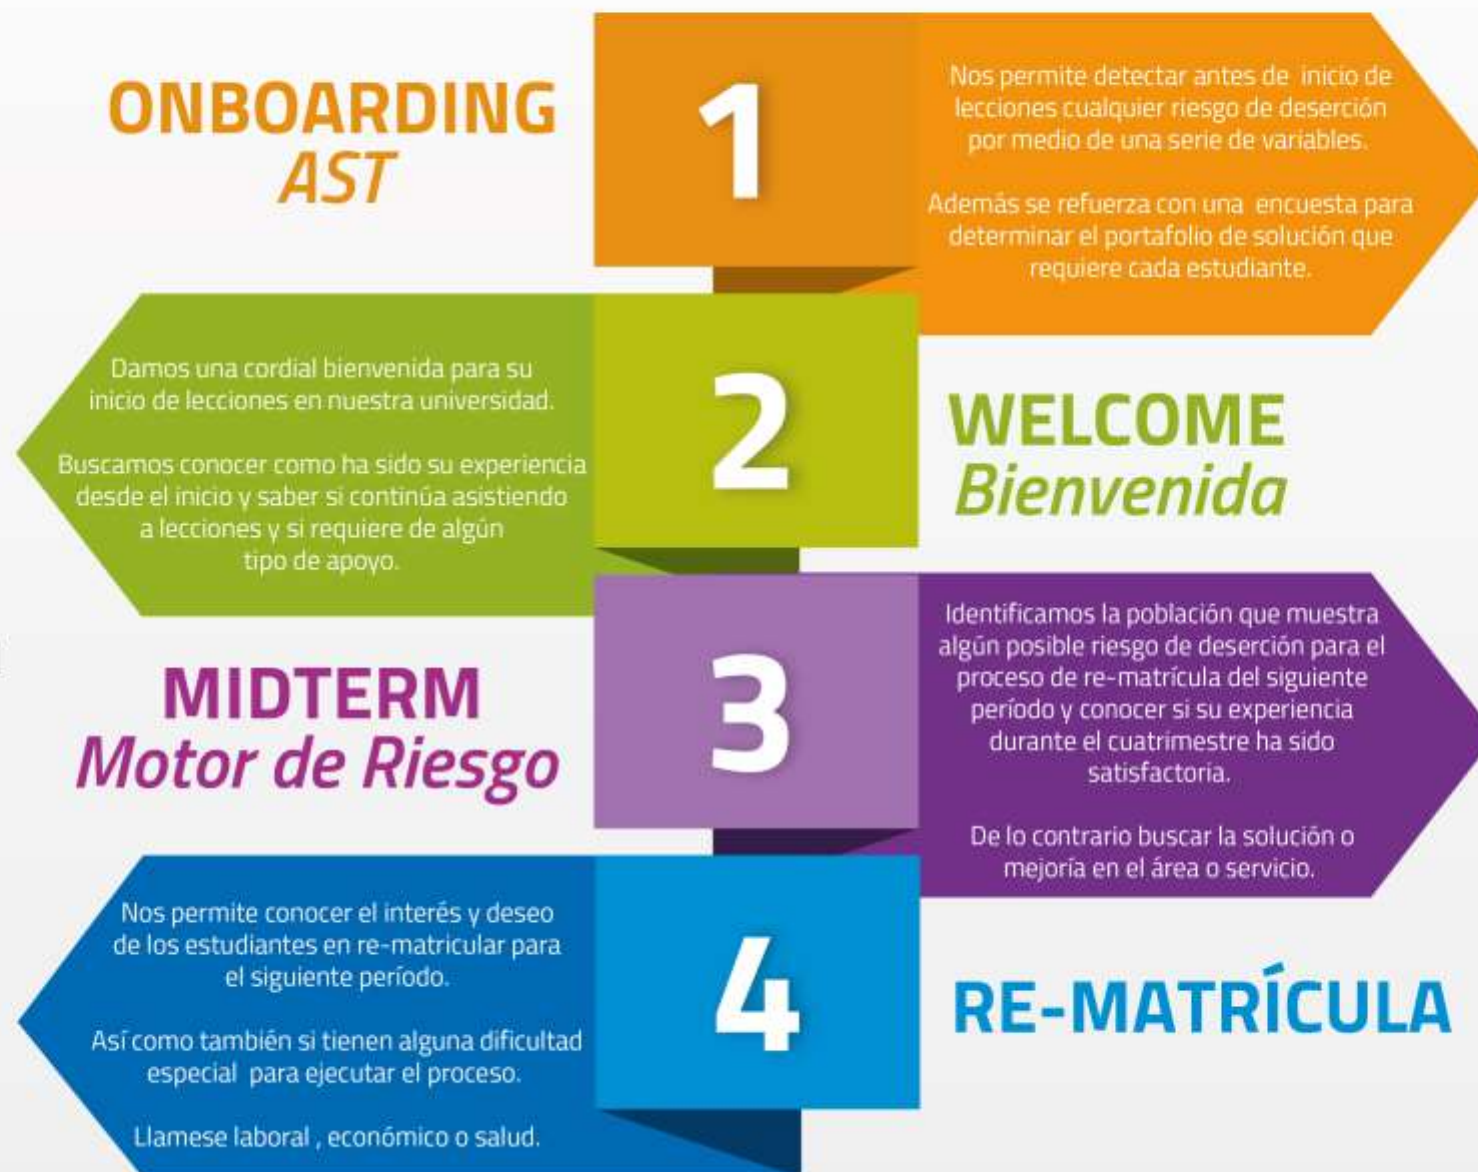 ONBOARDING
AST
1
Nos permite detectar antes de inicio de
lecciones cualquier riesgo de deserción
por medio de una serie de variables.
Además se refuerza con una encuesta para
determinar el portafolio de solución que
requiere cada estudiante.
Damos una cordial bienvenida para su
inicio de lecciones en nuestra universidad.
Buscamos conocer como ha sido su experiencia
desde el inicio y saber si continúa asistiendo
a lecciones y si requiere de algún
tipo de apoyo.
2
WELCOME
Bienvenida
MIDTERM
Motor de Riesgo
3
Identificamos la población que muestra
algún posible riesgo de deserción para el
proceso de re-matrícula del siguiente
período y conocer si su experiencia
durante el cuatrimestre ha sido
satisfactoria.
De lo contrario buscar la solución o
mejoría en el área o servicio.
Nos permite conocer el interés y deseo
de los estudiantes en re-matricular para
el siguiente período.
Así como también si tienen alguna dificultad
especial para ejecutar el proceso.
Llamese laboral , económico o salud.
4
RE-MATRÍCULA